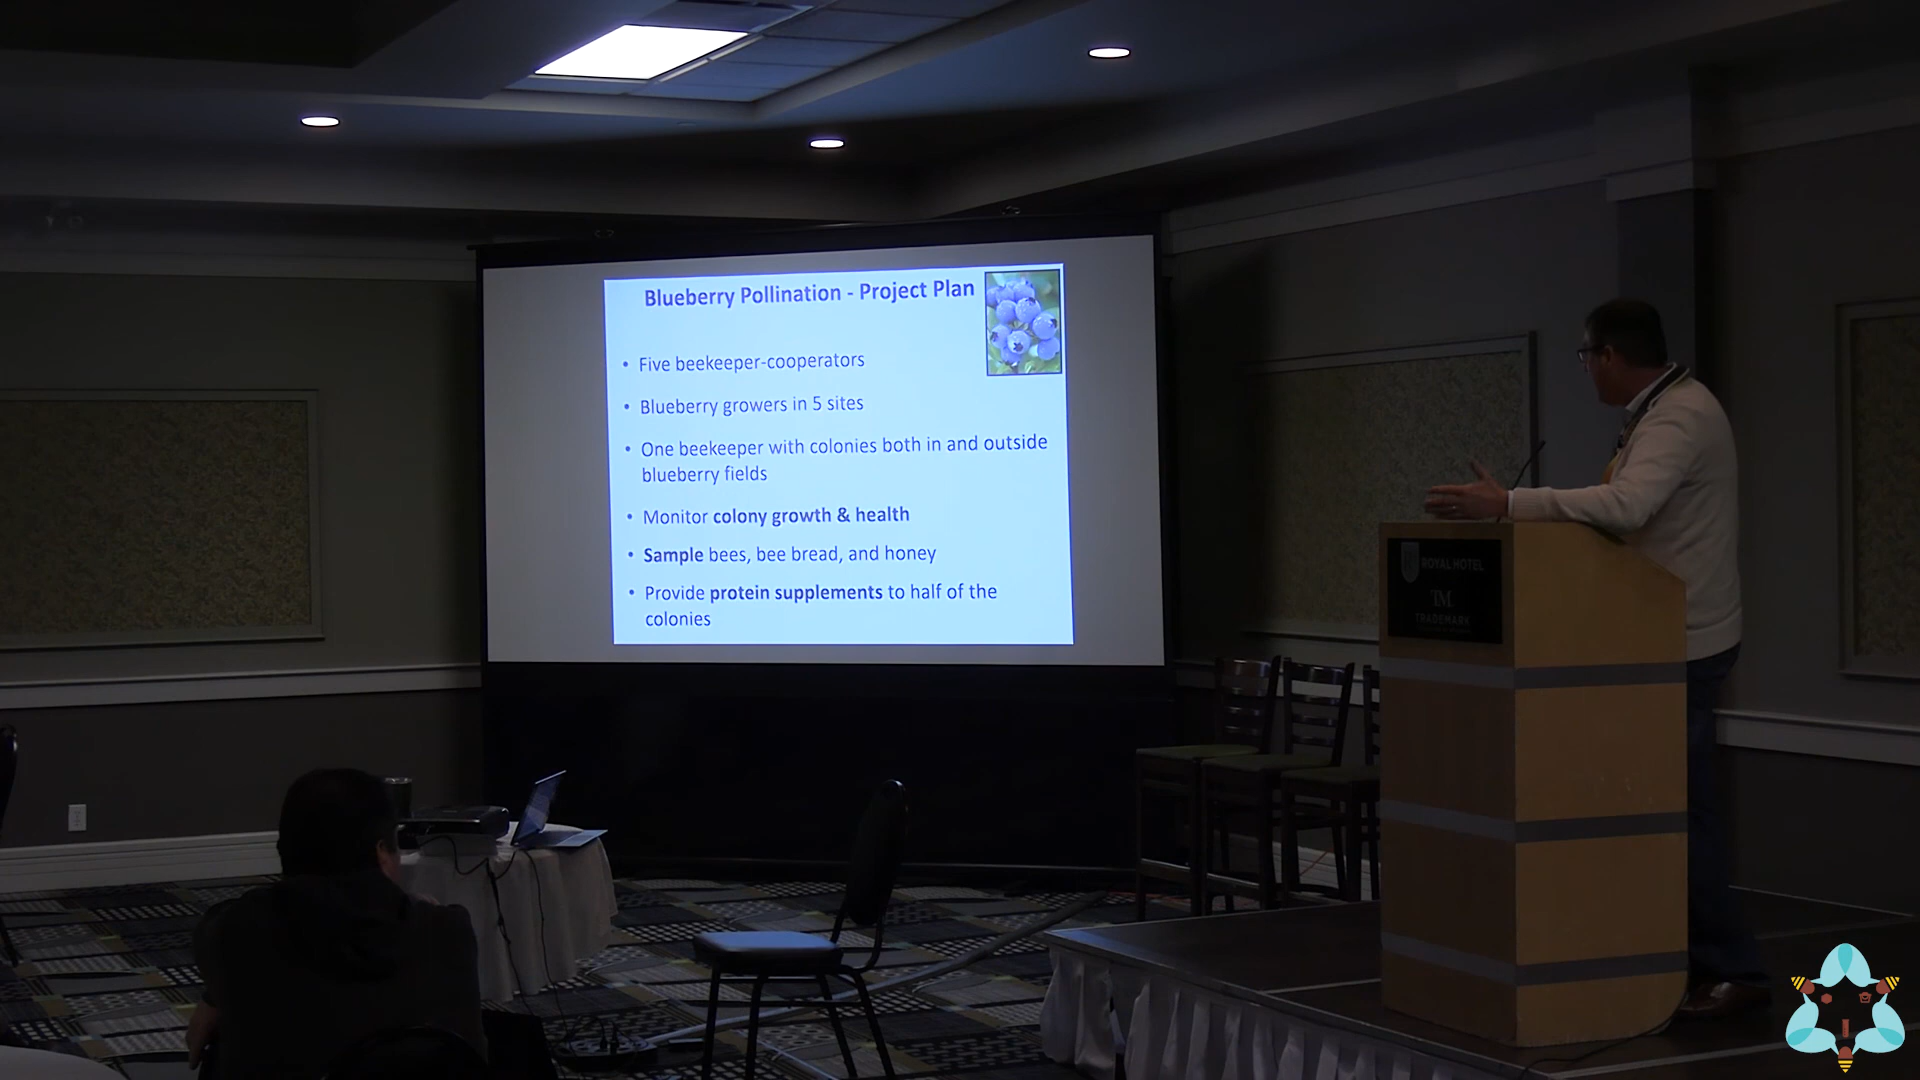 Blueberry Pollination - Project Plan
• Five beekeeper-cooperators
• Blueberry growers in 5 sites
• One beekeeper with colonies both in and outside
blueberry fields
• Monitor colony growth & health
• Sample bees, bee bread, and honey
• Provide protein supplements to half of the
colonies
ROYAL HOTEL
TM
TRADEMARK